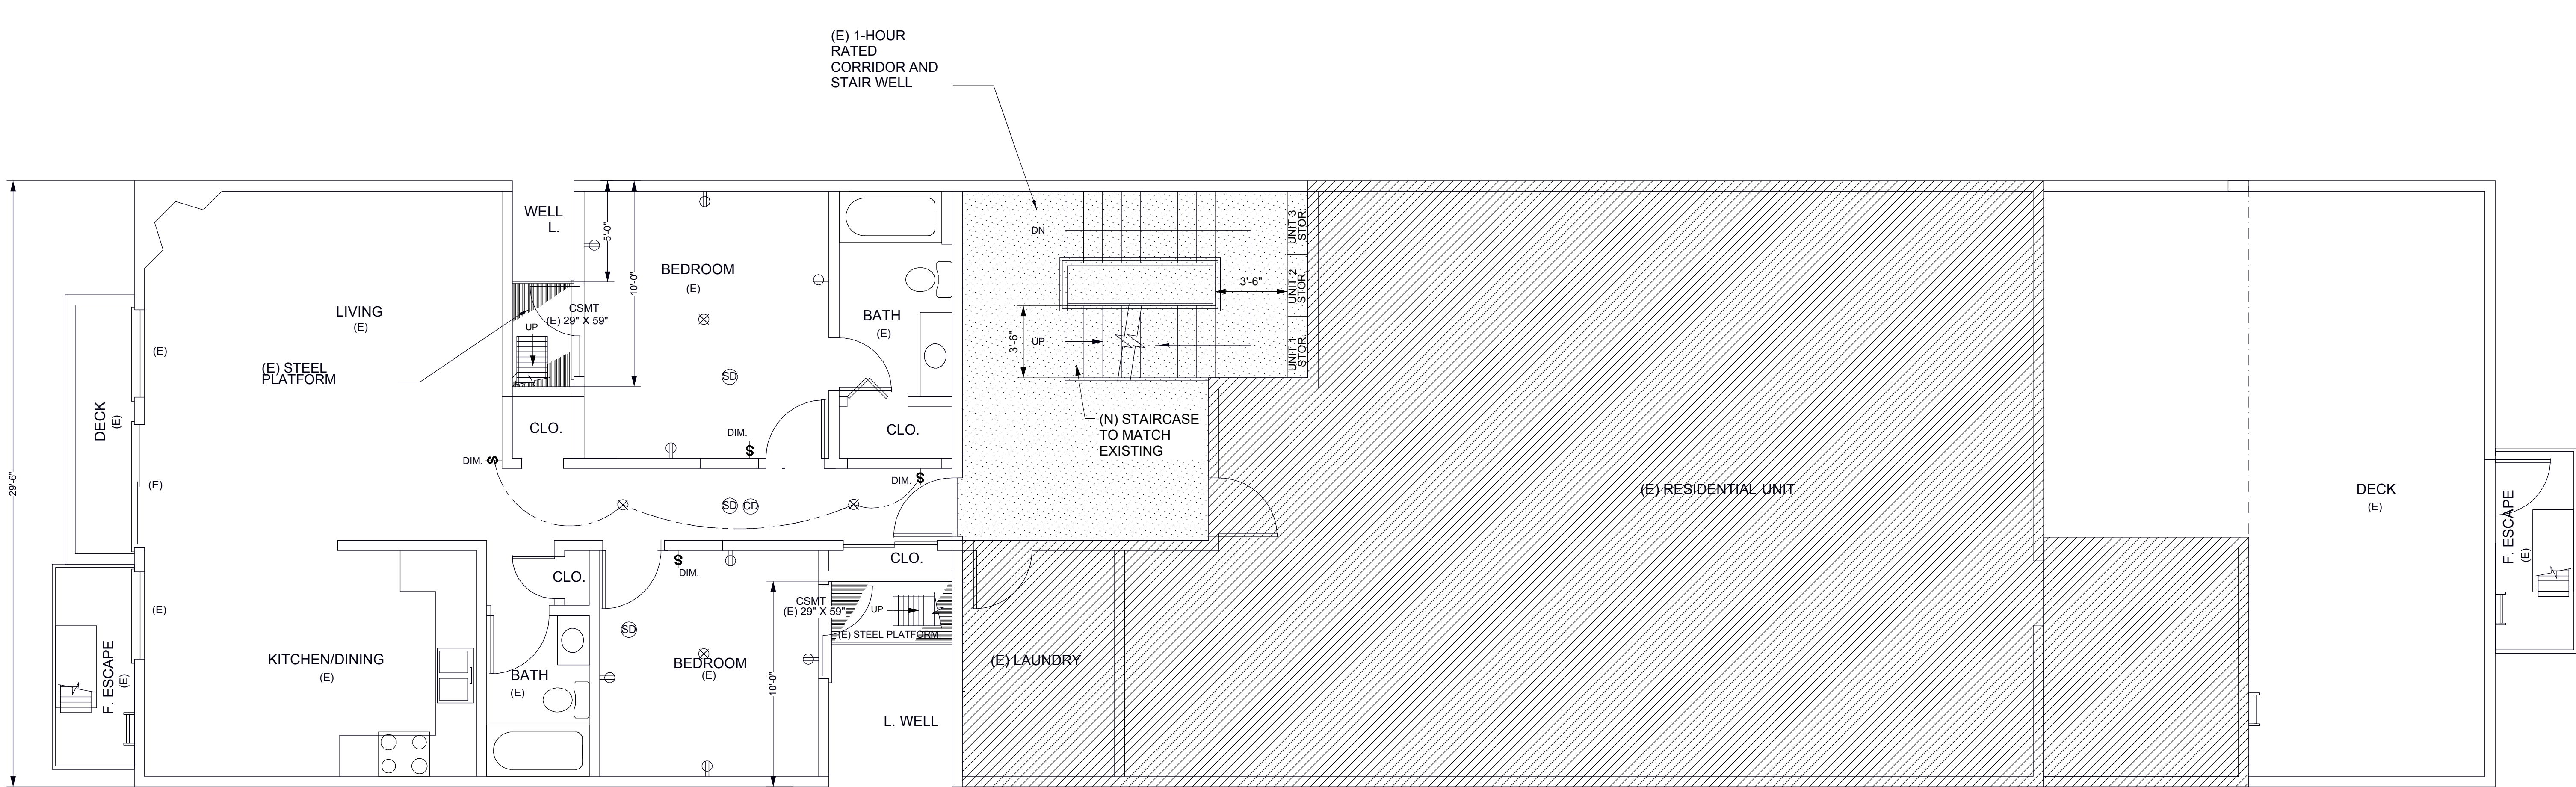 (E) 1-HOUR
RATED
CORRIDOR AND
STAIR WELL
29'-6"
WELL
L.
5'-0"
10'-0"
BEDROOM
(E)
CSMT
(E) 29" X 59"
UP
LIVING
(E)
(E) STEEL
PLATFORM
(E)
(E)
(E)
DECK
(E)
BATH
(E)
SD
DIM.
$
CLO.
CLO.
DIM. $
DIM. $
SD
CD
DN
UP
3'-6"
3'-6"
UNIT 3
STOR.
UNIT 2
STOR.
UNIT 1
STOR.
(N) STAIRCASE
TO MATCH
EXISTING
(E) RESIDENTIAL UNIT
DECK
(E)
F. ESCAPE
(E)
CLO.
$
DIM.
CLO.
CSMT
(E) 29" X 59"
UP
(E) STEEL PLATFORM
SD
KITCHEN/DINING
(E)
F. ESCAPE
(E)
BATH
(E)
BEDROOM
(E)
10'-0"
L. WELL
(E) LAUNDRY